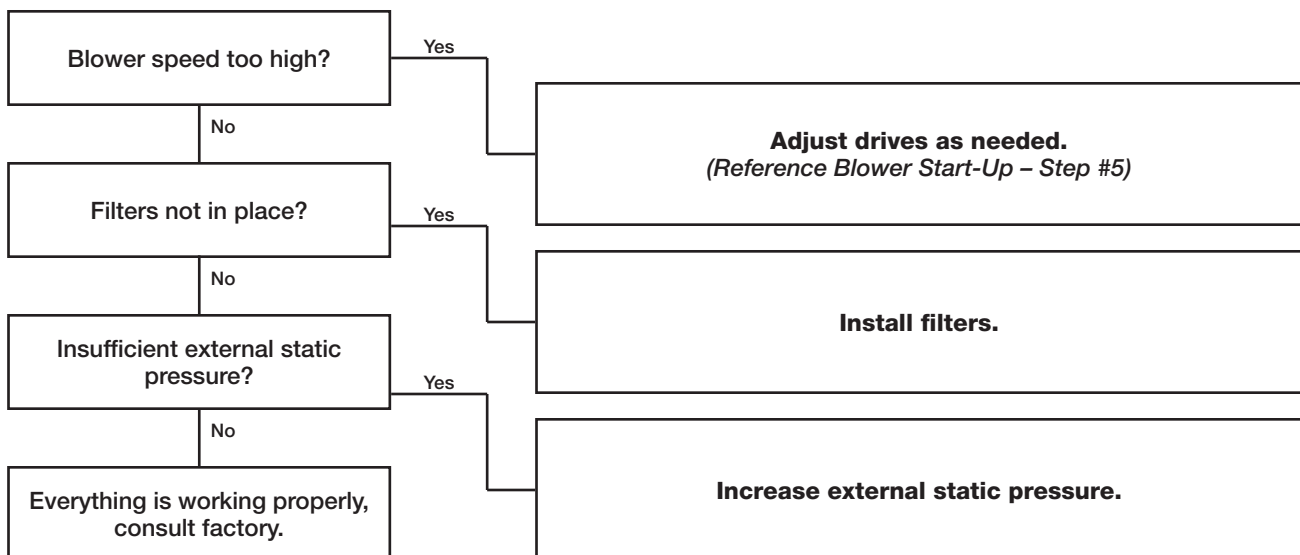 Blower speed too high?
Yes
Adjust drives as needed.
(Reference Blower Start-Up – Step #5)
No
Filters not in place?
Yes
Install filters.
No
Insufficient external static
pressure?
Yes
Increase external static pressure.
No
Everything is working properly,
consult factory.